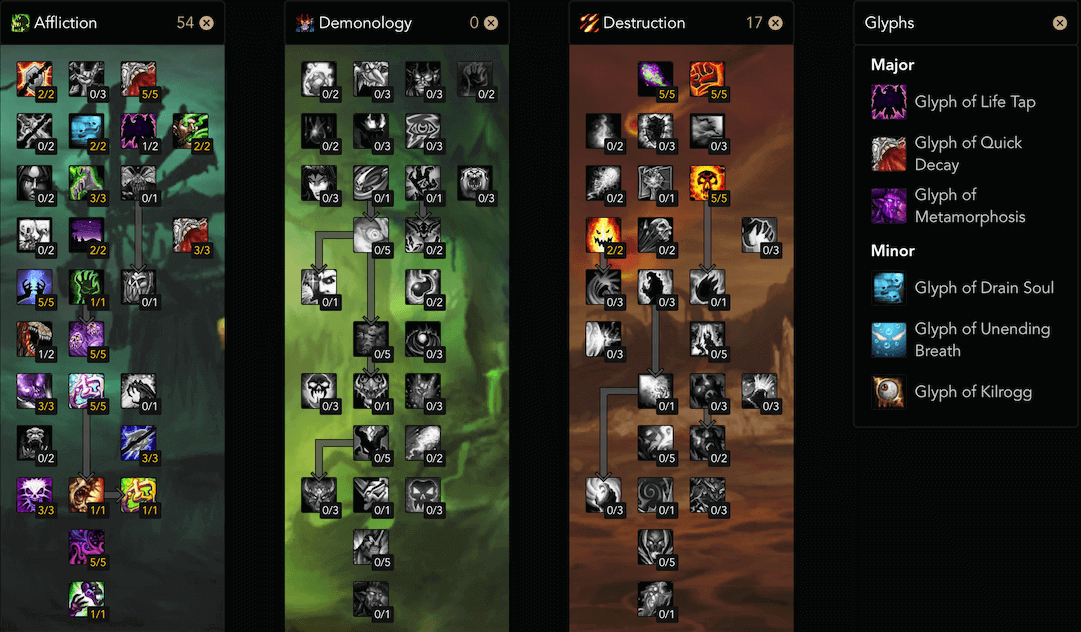 Affliction 54
Demonology 0
Destruction 17
Glyphs
2/2 0/3 5/5
0/2 2/2 1/2 2/2
0/2 3/3 0/1
0/2 2/2 3/3
5/5 1/1 0/1
1/2 5/5
3/3 5/5 0/1
0/2 3/3
3/3 1/1 1/1
5/5
1/1
0/2 0/3 0/3 0/2
0/2 0/3 0/3
0/3 0/1 0/1 0/3
0/5 0/2
0/1 0/2
0/5 0/3
0/3 0/1 0/3
0/5 0/2
0/3 0/1 0/3
0/5
0/1
5/5 5/5
0/2 0/3 0/3
0/2 0/1 5/5
2/2 0/2 0/3
0/3 0/3 0/1
0/3 0/5
0/1 0/3 0/3
0/5 0/2
0/3 0/1 0/3
0/5
0/1
Major
Glyph of Life Tap
Glyph of Quick
Decay
Glyph of
Metamorphosis
Minor
Glyph of Drain Soul
Glyph of Unending
Breath
Glyph of Kilrogg